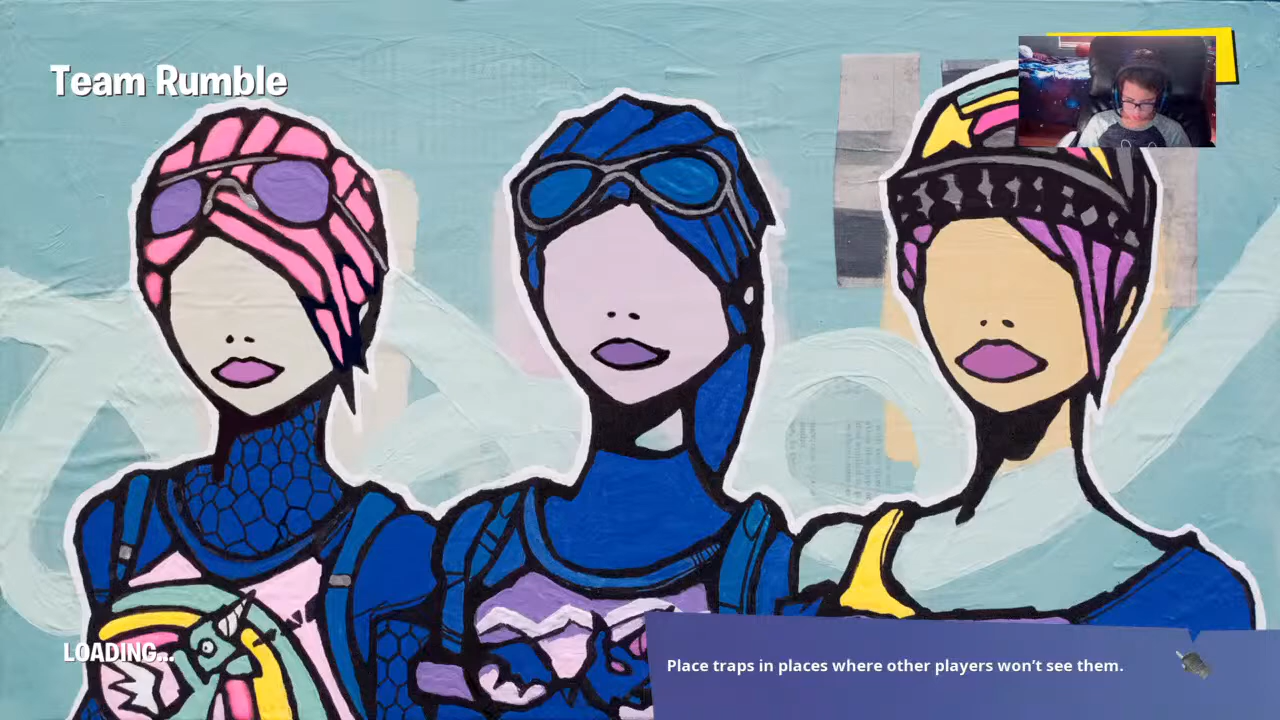 Team Rumble
LOADING...
Place traps in places where other players won't see them.